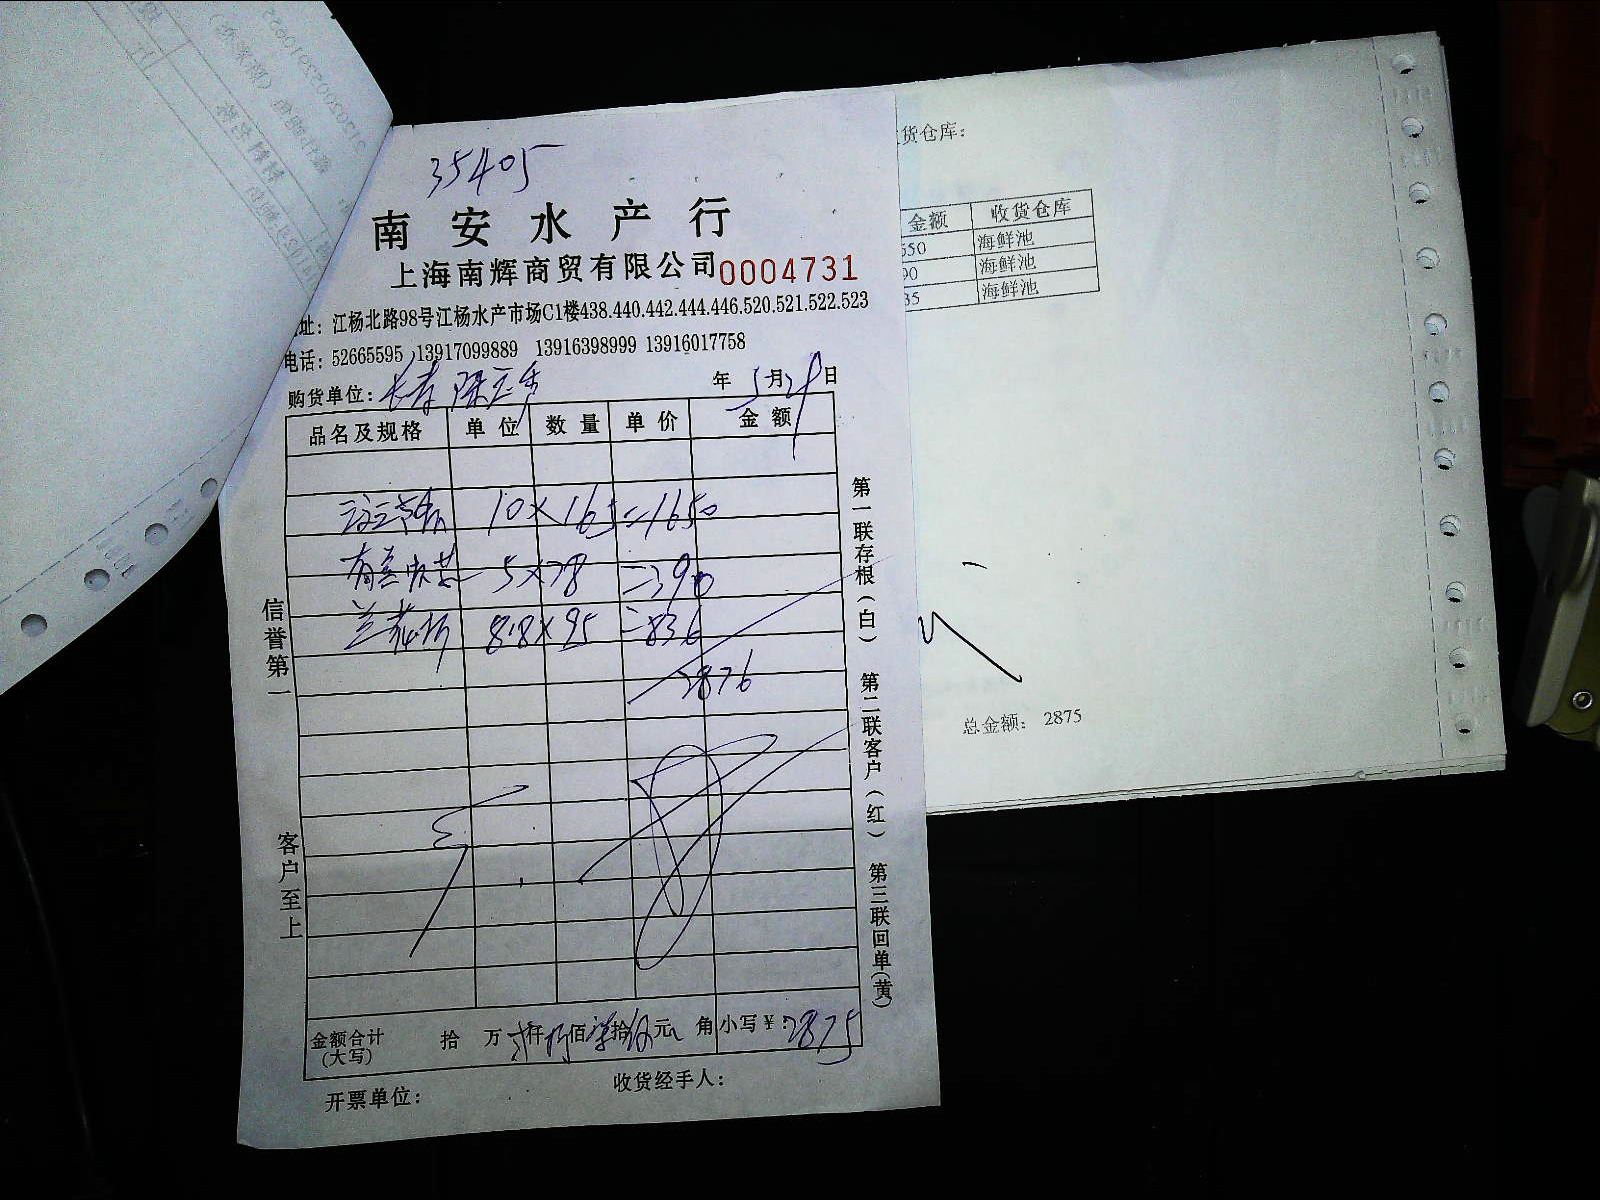 35405
南安水产行
上海南辉商贸有限公司 0004731
址：江杨北路98号江杨水产市场C1楼438.440.442.444.446.520.521.522.523
电话：52665595 13917099889 13916398999 13916017758
购货单位： 年 5月 日
品名及规格 单位 数量 单价 金额
10×165=1650
5×78=390
8.8×95=836
2876
金额合计(大写) 拾 万 仟 佰 拾 元 角 小写￥：2875
开票单位：
收货经手人：
信誉第一
客户至上
第一联存根（白） 第二联客户（红） 第三联回单（黄）
货仓库：
金额 收货仓库
650 海鲜池
90 海鲜池
35 海鲜池
总金额： 2875